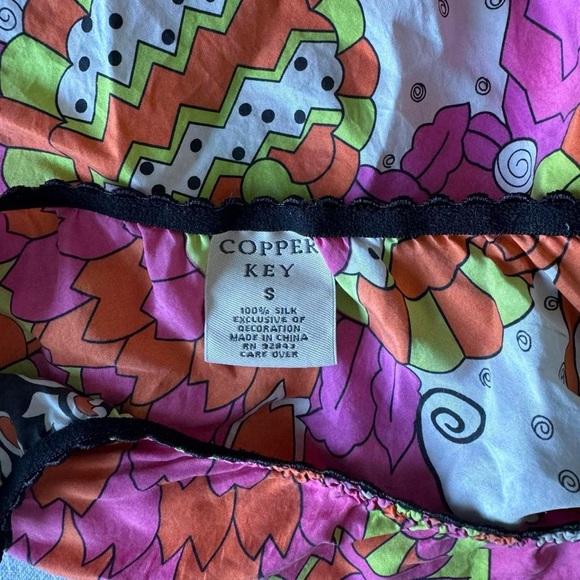 COPPER
KEY
S
100% SILK
EXCLUSIVE OF
DECORATION
MADE IN CHINA
RN 92843
CARE OVER